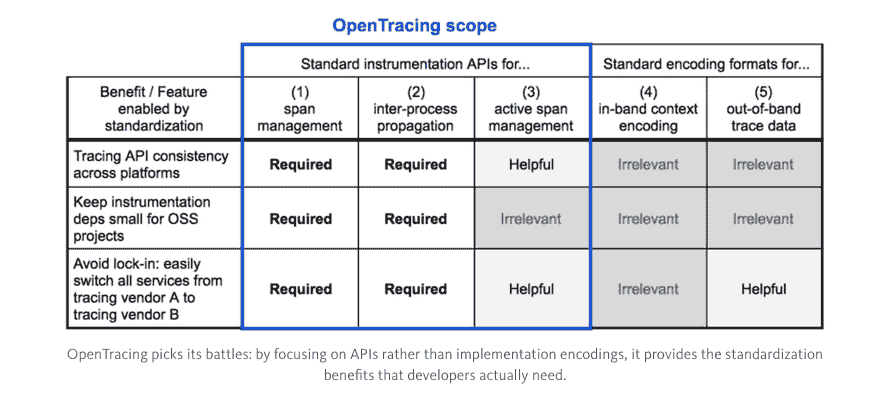 OpenTracing scope
Standard instrumentation APIs for...
Standard encoding formats for...
Benefit / Feature
enabled by
standardization
(1)
span
management
(2)
inter-process
propagation
(3)
active span
management
(4)
in-band context
encoding
(5)
out-of-band
trace data
Tracing API consistency
across platforms
Required
Required
Helpful
Irrelevant
Irrelevant
Keep instrumentation
deps small for OSS
projects
Required
Required
Irrelevant
Irrelevant
Irrelevant
Avoid lock-in: easily
switch all services from
tracing vendor A to
tracing vendor B
Required
Required
Helpful
Irrelevant
Helpful
OpenTracing picks its battles: by focusing on APIs rather than implementation encodings, it provides the standardization
benefits that developers actually need.